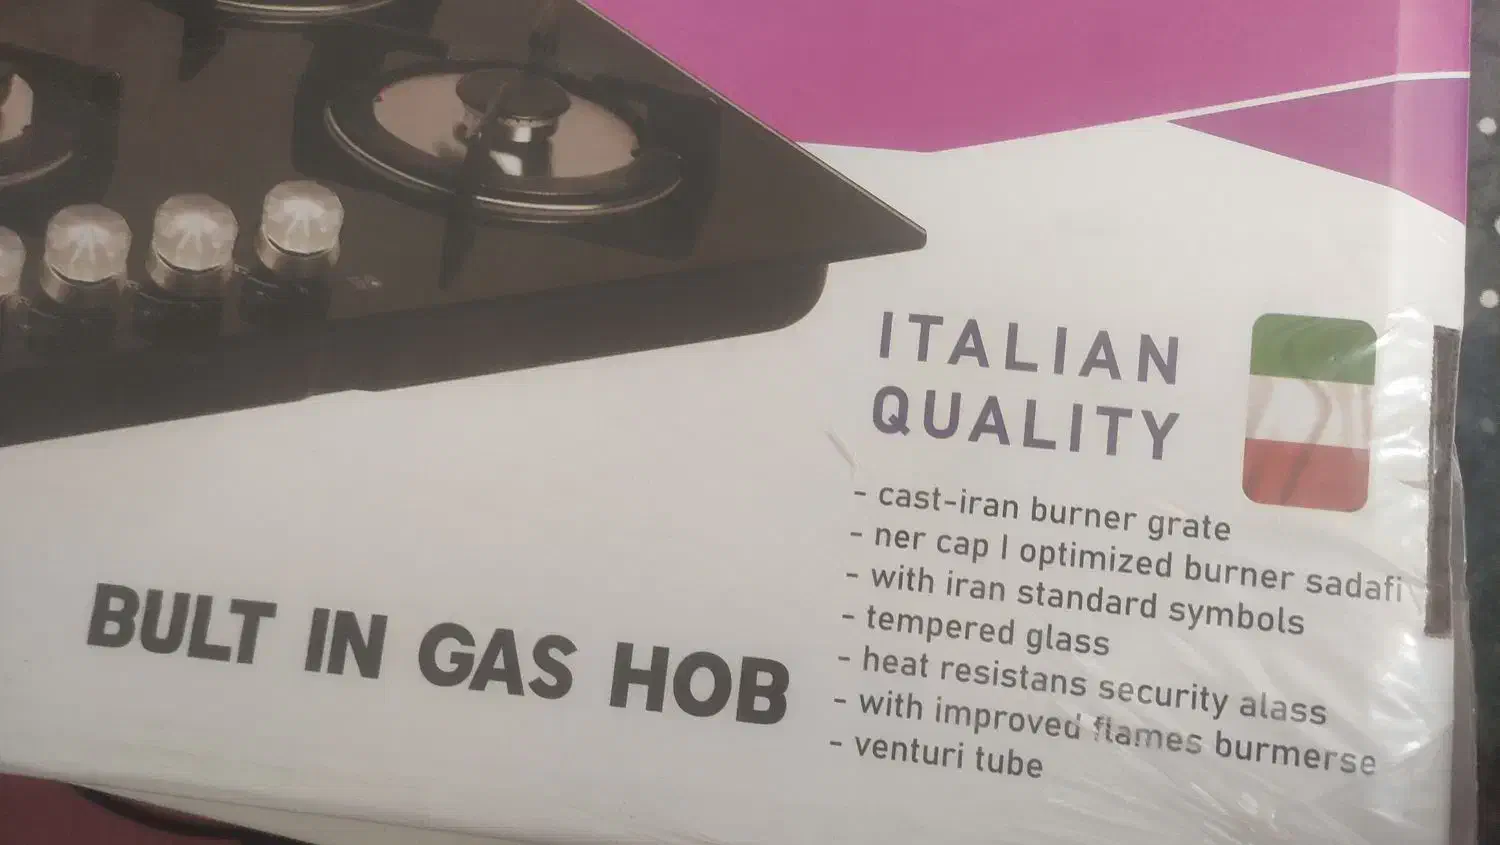 ITALIAN
QUALITY
- cast-iran burner grate
- ner cap l optimized burner sadafi
- with iran standard symbols
- tempered glass
- heat resistans security alass
- with improved flames burmerse
- venturi tube
BULT IN GAS HOB